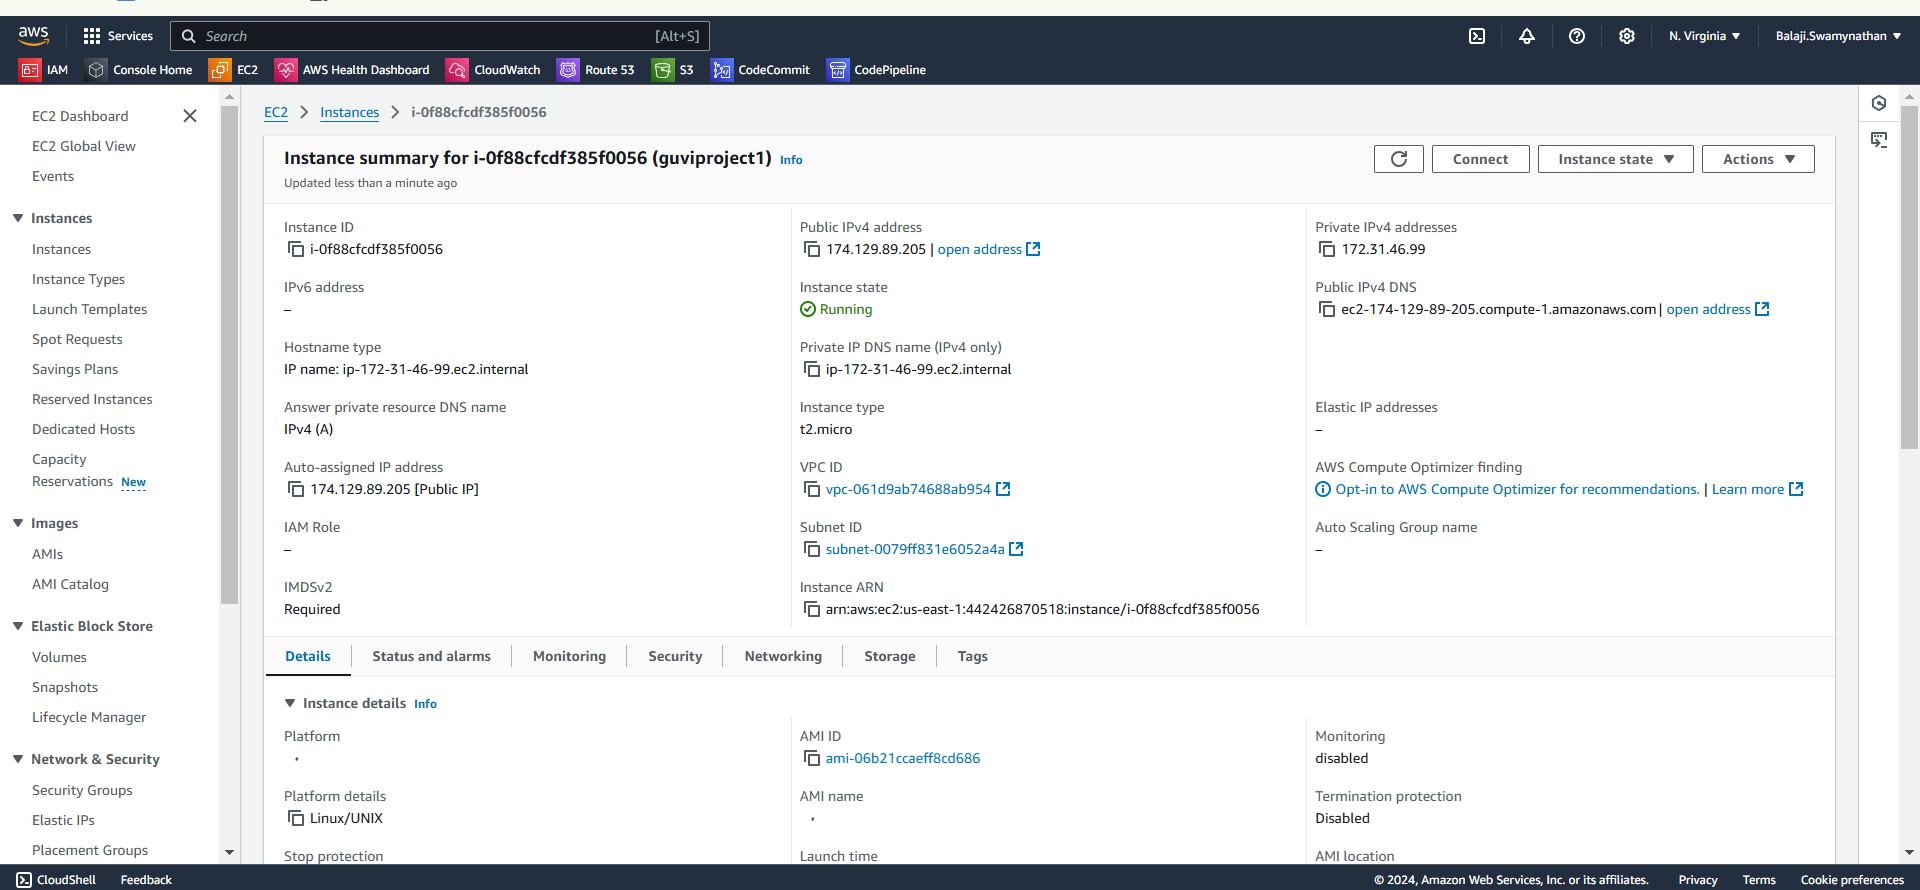 aws
Services
Search
[Alt+S]
N. Virginia
Balaji.Swamynathan
IAM
Console Home
EC2
AWS Health Dashboard
CloudWatch
Route 53
S3
CodeCommit
CodePipeline
EC2 Dashboard
EC2 Global View
Events
Instances
Instances
Instance Types
Launch Templates
Spot Requests
Savings Plans
Reserved Instances
Dedicated Hosts
Capacity
Reservations New
Images
AMIs
AMI Catalog
Elastic Block Store
Volumes
Snapshots
Lifecycle Manager
Network & Security
Security Groups
Elastic IPs
Placement Groups
EC2 > Instances > i-0f88cfcdf385f0056
Instance summary for i-0f88cfcdf385f0056 (guviproject1) Info
Updated less than a minute ago
Connect
Instance state
Actions
Instance ID
i-0f88cfcdf385f0056
Public IPv4 address
174.129.89.205 | open address
Private IPv4 addresses
172.31.46.99
IPv6 address
–
Instance state
Running
Public IPv4 DNS
ec2-174-129-89-205.compute-1.amazonaws.com | open address
Hostname type
IP name: ip-172-31-46-99.ec2.internal
Private IP DNS name (IPv4 only)
ip-172-31-46-99.ec2.internal
Answer private resource DNS name
IPv4 (A)
Instance type
t2.micro
Elastic IP addresses
–
Auto-assigned IP address
174.129.89.205 [Public IP]
VPC ID
vpc-061d9ab74688ab954
AWS Compute Optimizer finding
Opt-in to AWS Compute Optimizer for recommendations. | Learn more
IAM Role
–
Subnet ID
subnet-0079ff831e6052a4a
Auto Scaling Group name
–
IMDSv2
Required
Instance ARN
arn:aws:ec2:us-east-1:442426870518:instance/i-0f88cfcdf385f0056
Details
Status and alarms
Monitoring
Security
Networking
Storage
Tags
Instance details Info
Platform
AMI ID
ami-06b21ccaeff8cd686
Monitoring
disabled
Platform details
Linux/UNIX
AMI name
Termination protection
Disabled
Stop protection
Launch time
AMI location
CloudShell
Feedback
© 2024, Amazon Web Services, Inc. or its affiliates.
Privacy
Terms
Cookie preferences